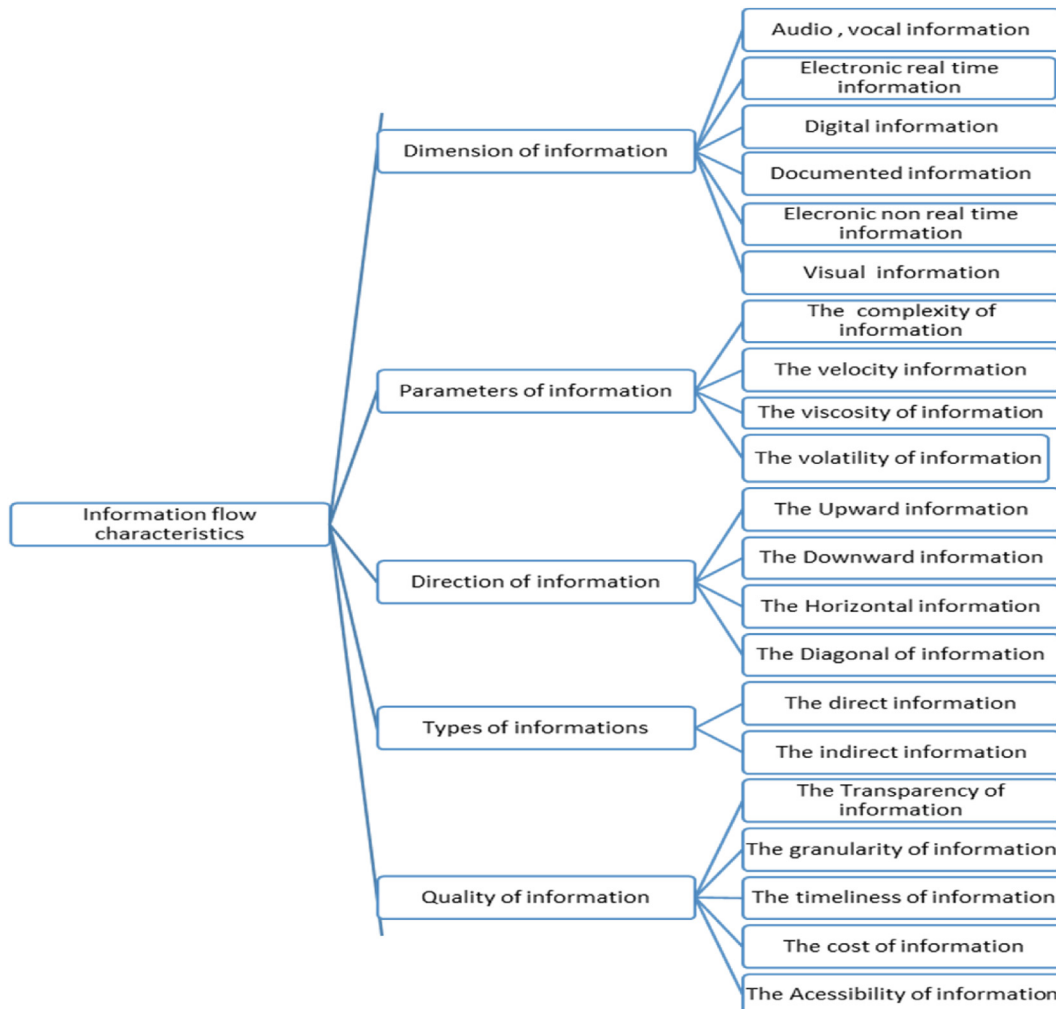 Audio , vocal information
Electronic real time
information
Dimension of information
Digital information
Documented information
Elecronic non real time
information
Visual information
The complexity of
information
Parameters of information
The velocity information
The viscosity of information
The volatility of information
Information flow
characteristics
The Upward information
Direction of information
The Downward information
The Horizontal information
The Diagonal of information
Types of informations
The direct information
The indirect information
The Transparency of
information
Quality of information
The granularity of information
The timeliness of information
The cost of information
The Acessibility of information